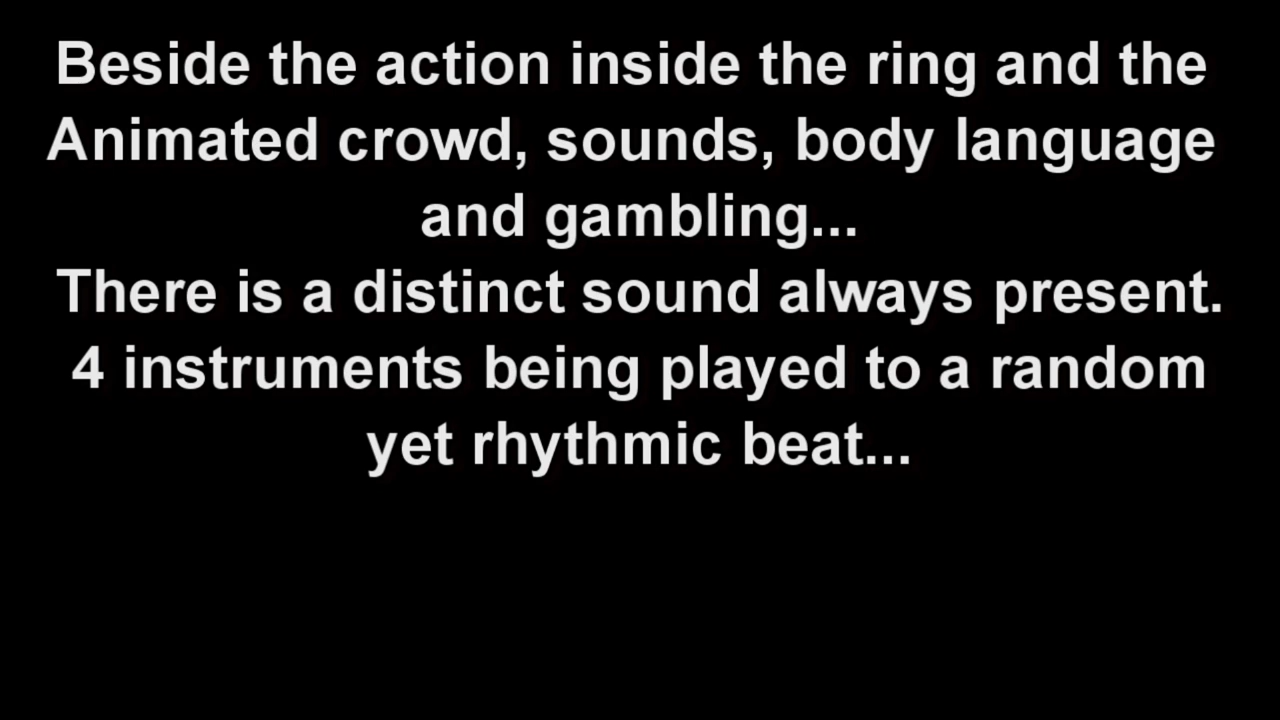 Beside the action inside the ring and the
Animated crowd, sounds, body language
and gambling...
There is a distinct sound always present.
4 instruments being played to a random
yet rhythmic beat...